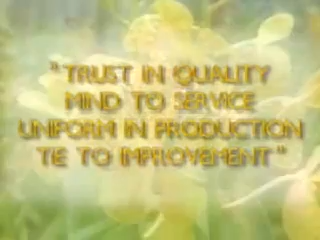 " TRUST IN QUALITY
MIND TO SERVICE
UNIFORM IN PRODUCTION
TIE TO IMPROVEMENT "